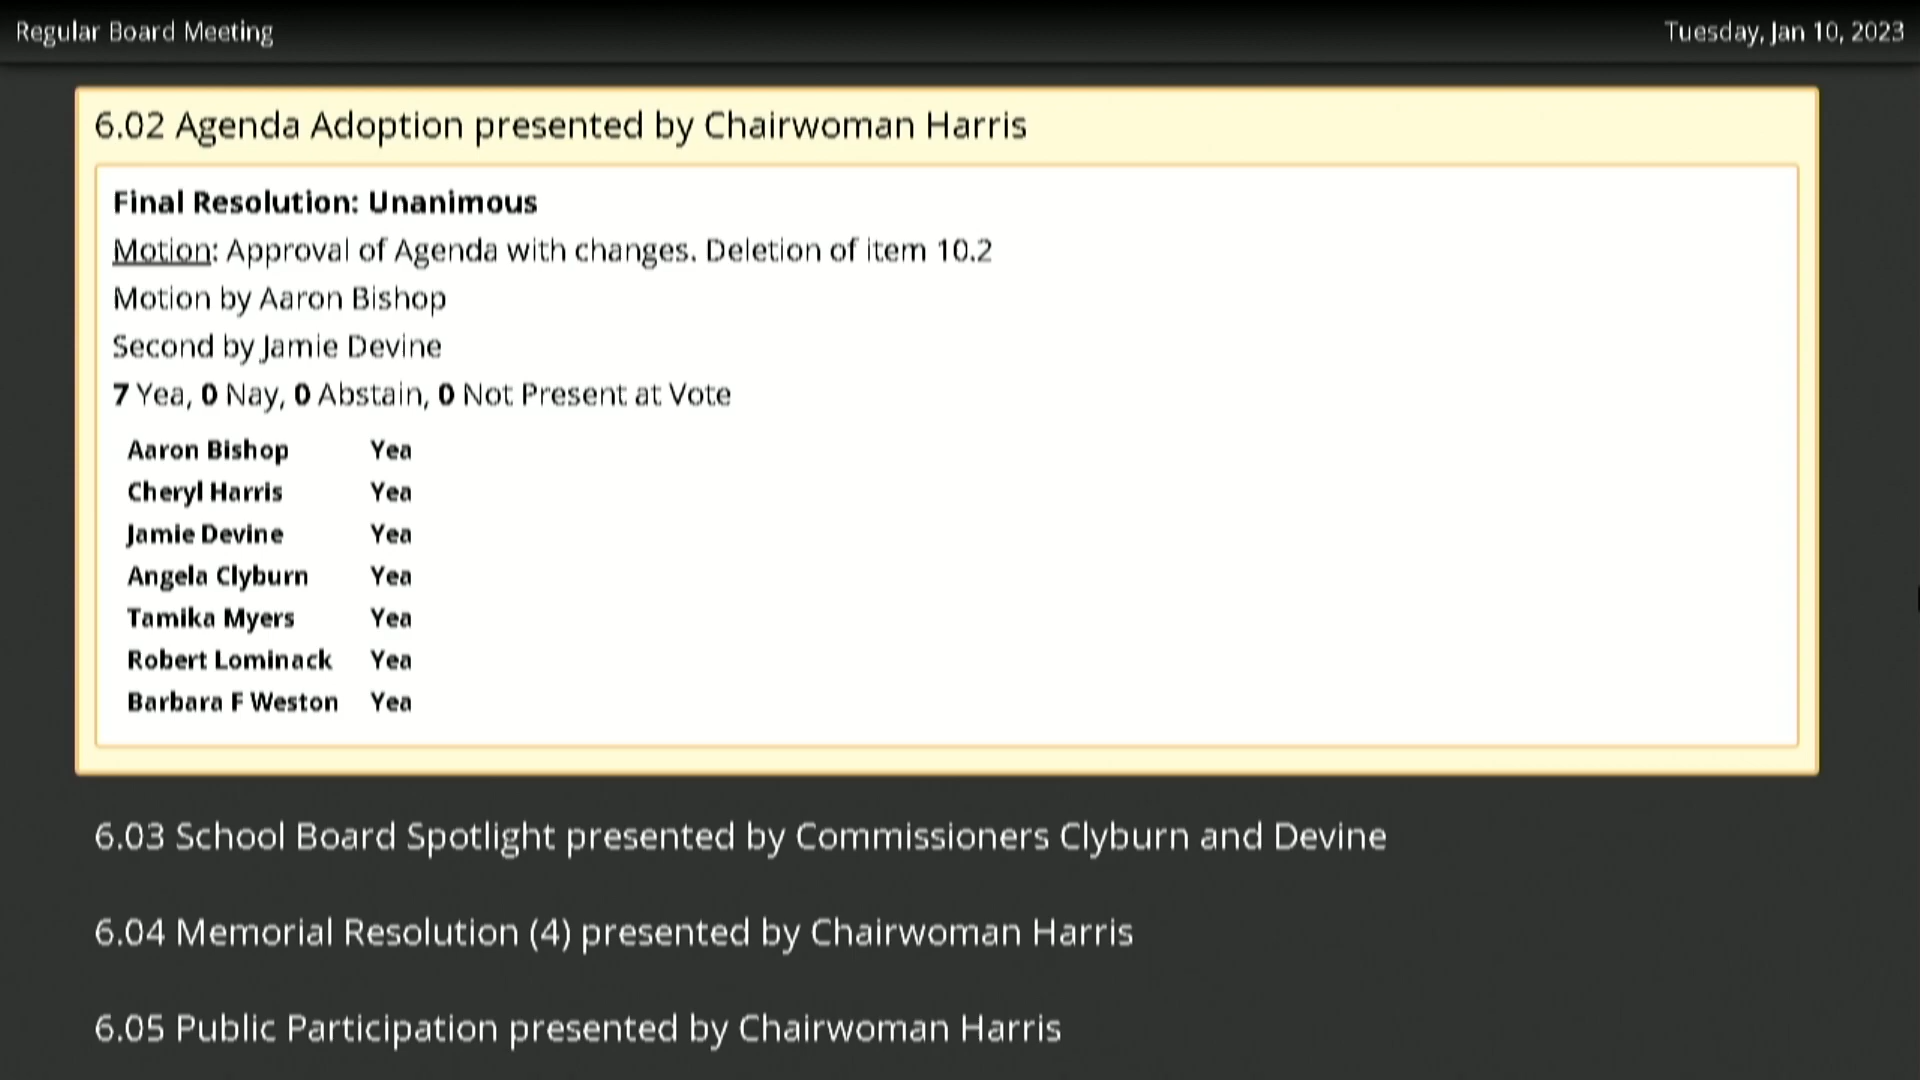 Regular Board Meeting
Tuesday, Jan 10, 2023
6.02 Agenda Adoption presented by Chairwoman Harris
Final Resolution: Unanimous
Motion: Approval of Agenda with changes. Deletion of item 10.2
Motion by Aaron Bishop
Second by Jamie Devine
7 Yea, 0 Nay, 0 Abstain, 0 Not Present at Vote
Aaron Bishop Yea
Cheryl Harris Yea
Jamie Devine Yea
Angela Clyburn Yea
Tamika Myers Yea
Robert Lominack Yea
Barbara F Weston Yea
6.03 School Board Spotlight presented by Commissioners Clyburn and Devine
6.04 Memorial Resolution (4) presented by Chairwoman Harris
6.05 Public Participation presented by Chairwoman Harris